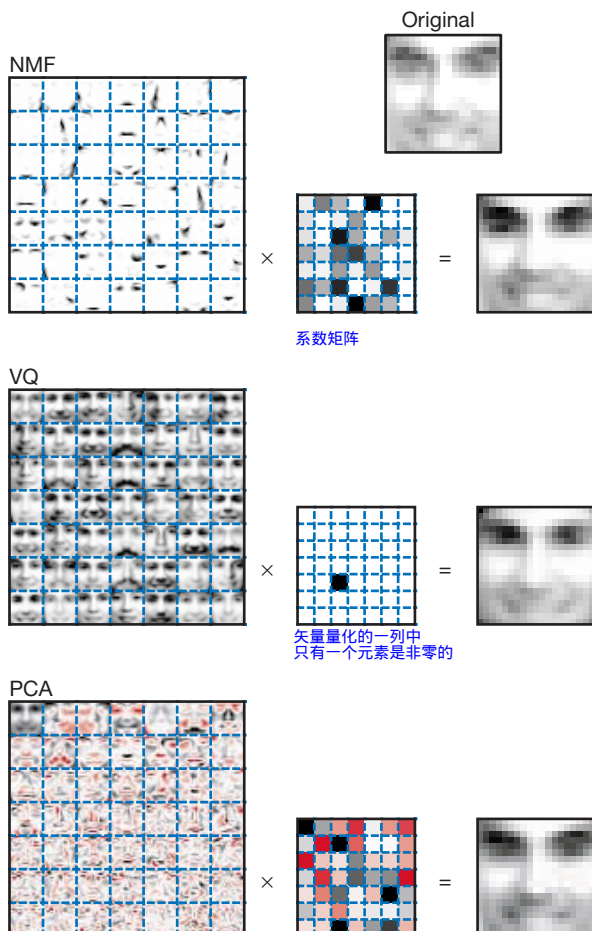 Original
NMF
×
=
系数矩阵
VQ
×
=
矢量量化的一列中
只有一个元素是非零的
PCA
×
=